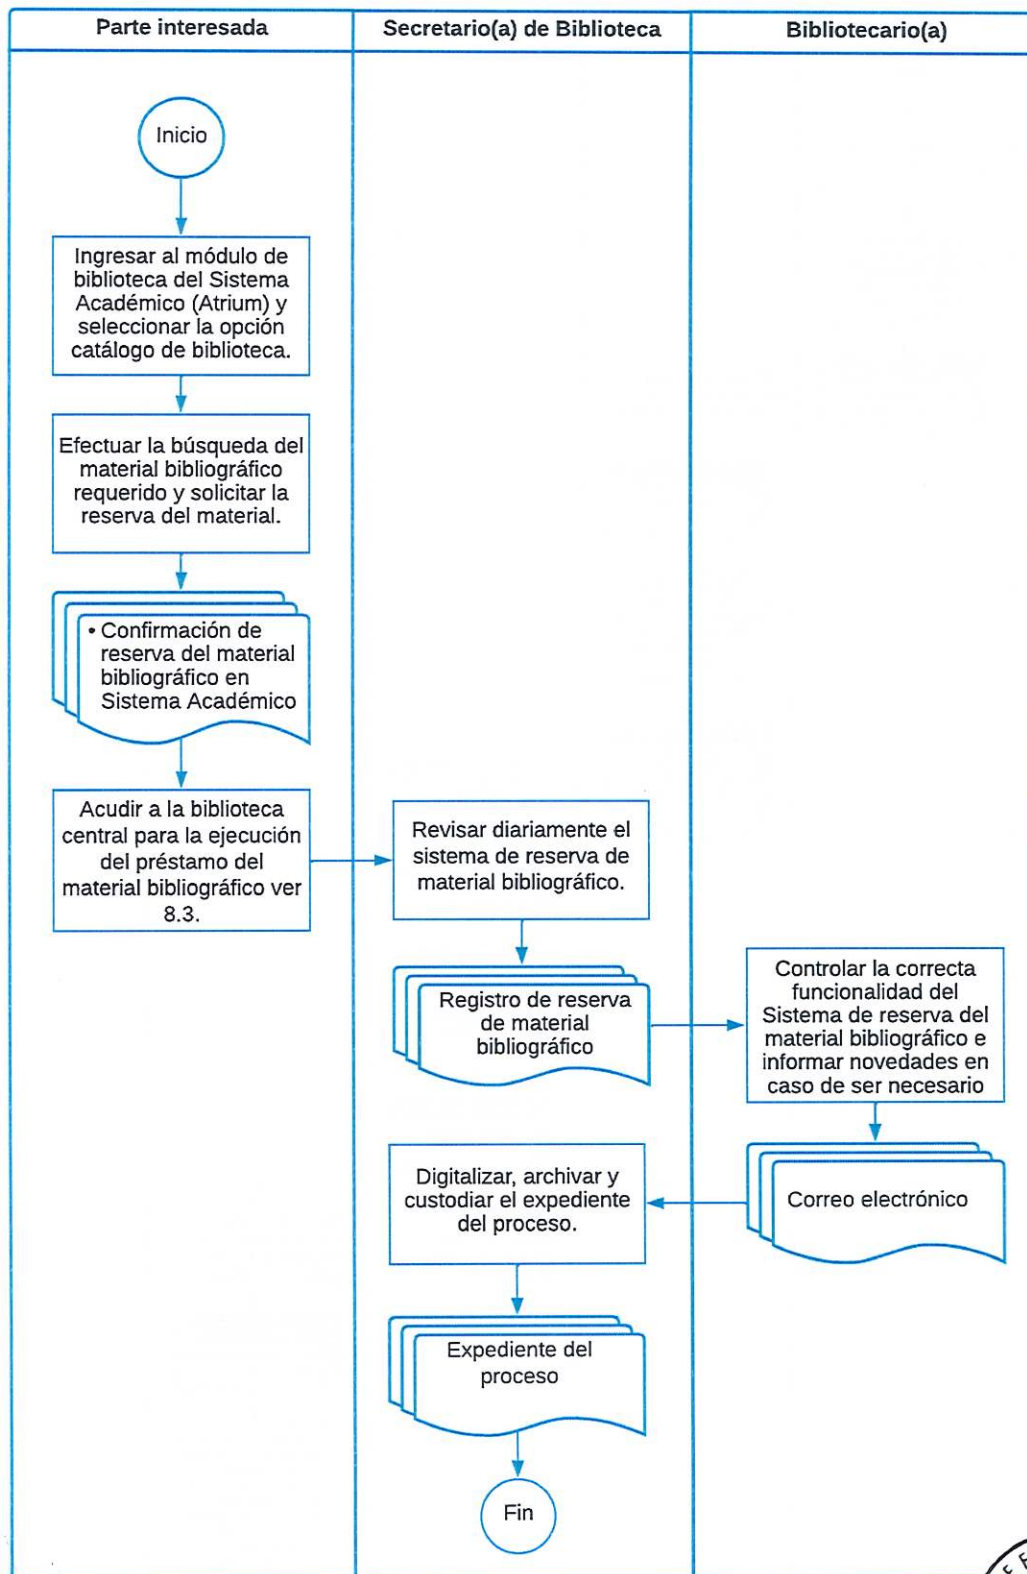 Parte interesada
Secretario(a) de Biblioteca
Bibliotecario(a)
Inicio
Ingresar al módulo de
biblioteca del Sistema
Académico (Atrium) y
seleccionar la opción
catálogo de biblioteca.
Efectuar la búsqueda del
material bibliográfico
requerido y solicitar la
reserva del material.
• Confirmación de
reserva del material
bibliográfico en
Sistema Académico
Acudir a la biblioteca
central para la ejecución
del préstamo del
material bibliográfico ver
8.3.
Revisar diariamente el
sistema de reserva de
material bibliográfico.
Registro de reserva
de material
bibliográfico
Controlar la correcta
funcionalidad del
Sistema de reserva del
material bibliográfico e
informar novedades en
caso de ser necesario
Correo electrónico
Digitalizar, archivar y
custodiar el expediente
del proceso.
Expediente del
proceso
Fin